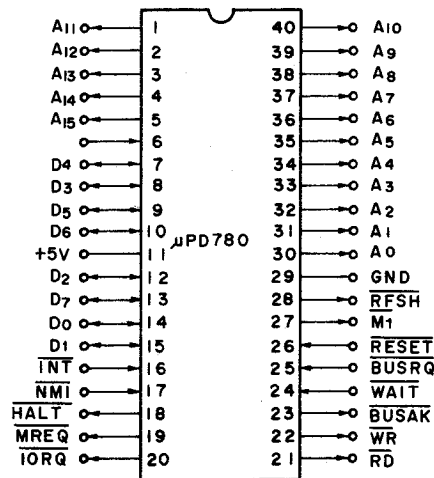 A11 1 40 A10
A12 2 39 A9
A13 3 38 A8
A14 4 37 A7
A15 5 36 A6
6 35 A5
D4 7 34 A4
D3 8 33 A3
D5 9 32 A2
D6 10 31 A1
+5V 11 μPD780 30 A0
D2 12 29 GND
D7 13 28 RFSH
D0 14 27 M1
D1 15 26 RESET
INT 16 25 BUSRQ
NMI 17 24 WAIT
HALT 18 23 BUSAK
MREQ 19 22 WR
IORQ 20 21 RD